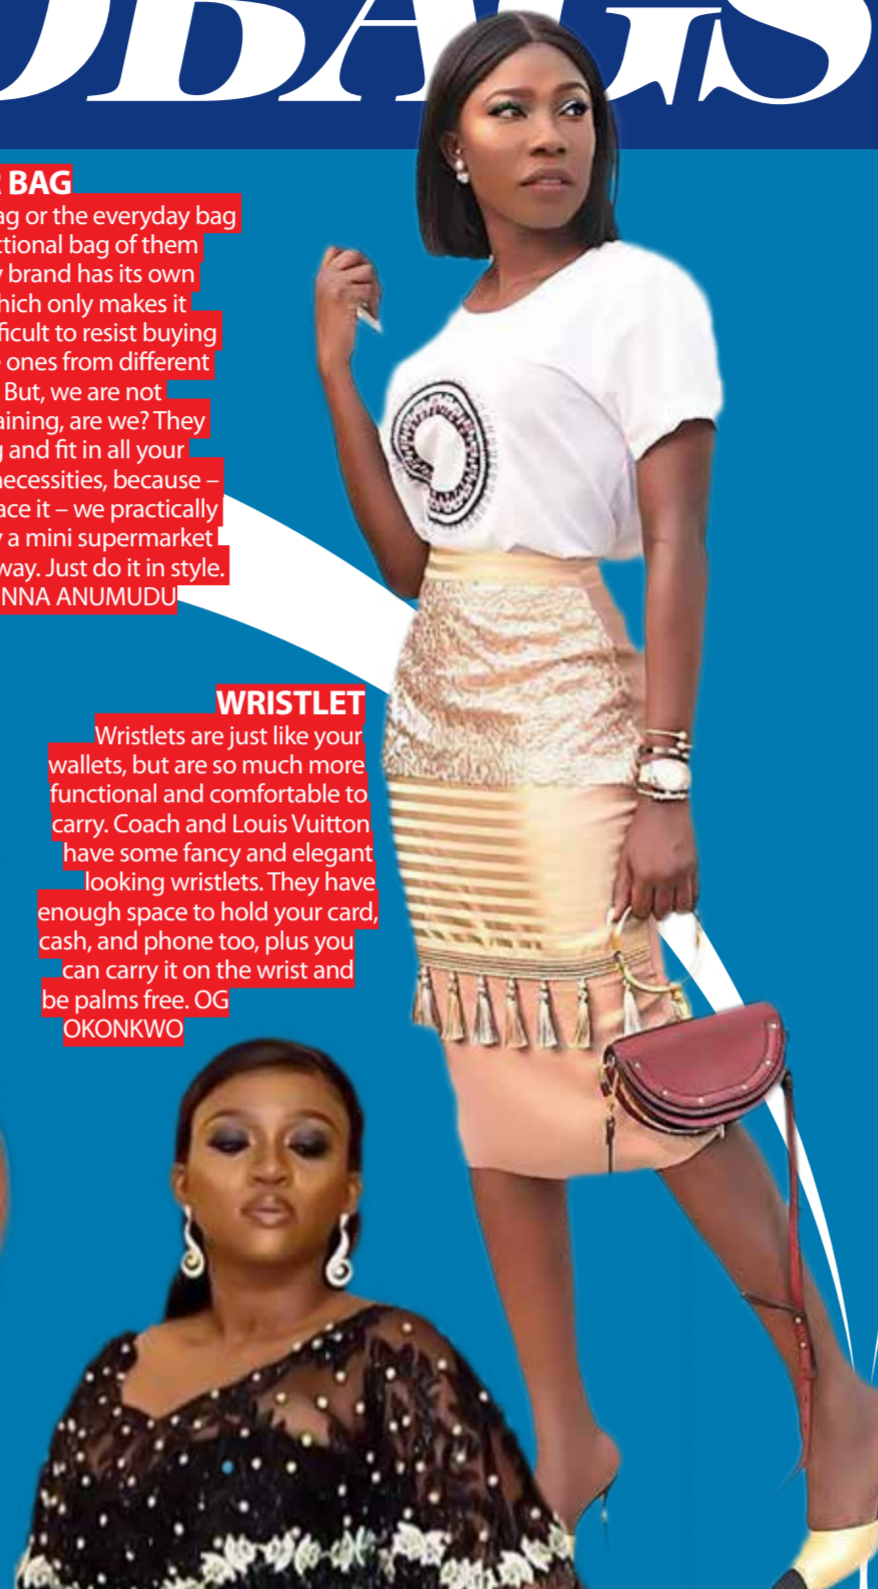 BAGS
BAG
ag or the everyday bag
ctional bag of them
y brand has its own
hich only makes it
ficult to resist buying
ones from different
But, we are not
aining, are we? They
g and fit in all your
necessities, because –
ace it – we practically
y a mini supermarket
way. Just do it in style.
NNA ANUMUDU
WRISTLET
Wristlets are just like your
wallets, but are so much more
functional and comfortable to
carry. Coach and Louis Vuitton
have some fancy and elegant
looking wristlets. They have
enough space to hold your card,
cash, and phone too, plus you
can carry it on the wrist and
be palms free. OG
OKONKWO